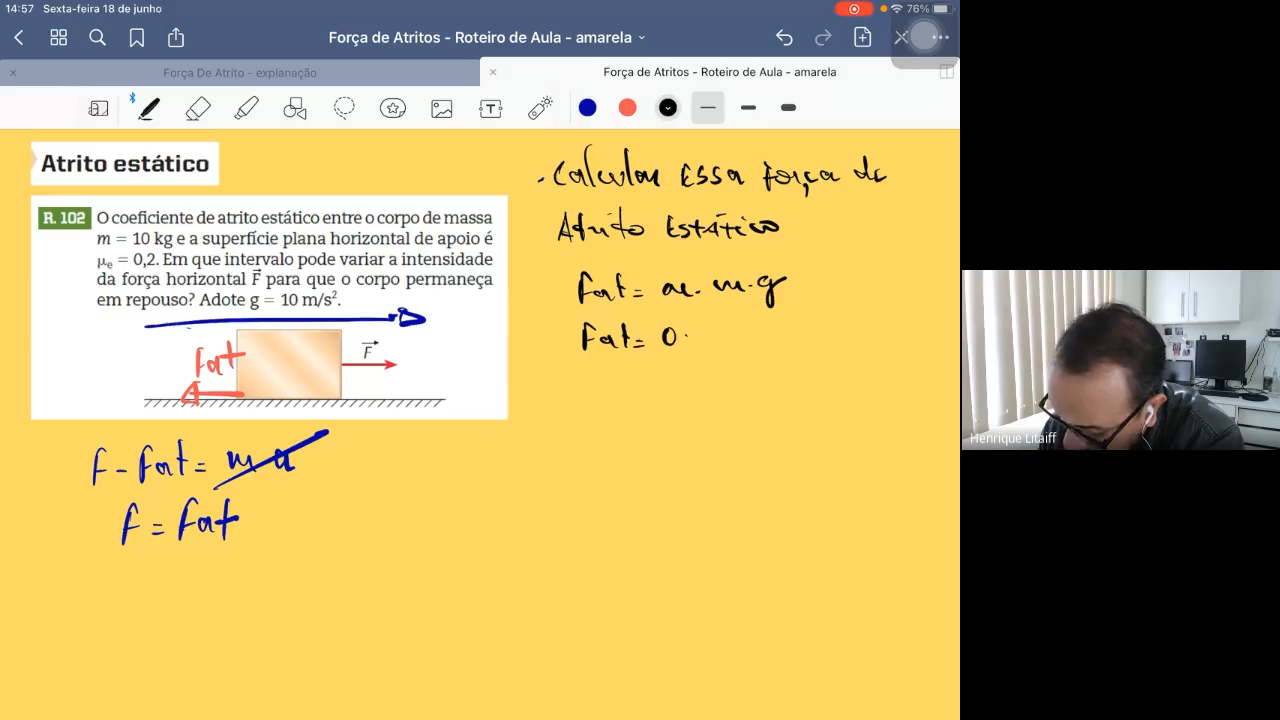 14:57 Sexta-feira 18 de junho
76%
Força de Atritos - Roteiro de Aula - amarela
Força De Atrito - explanação
Força de Atritos - Roteiro de Aula - amarela
Atrito estático
R. 102 O coeficiente de atrito estático entre o corpo de massa
m = 10 kg e a superfície plana horizontal de apoio é
μe = 0,2. Em que intervalo pode variar a intensidade
da força horizontal F⃗ para que o corpo permaneça
em repouso? Adote g = 10 m/s².
Fat
F⃗
F - Fat = m a
F = Fat
. Calcular Essa força de
Atrito Estático
Fat = μ. m. g
Fat = 0.
Henrique Litaiff